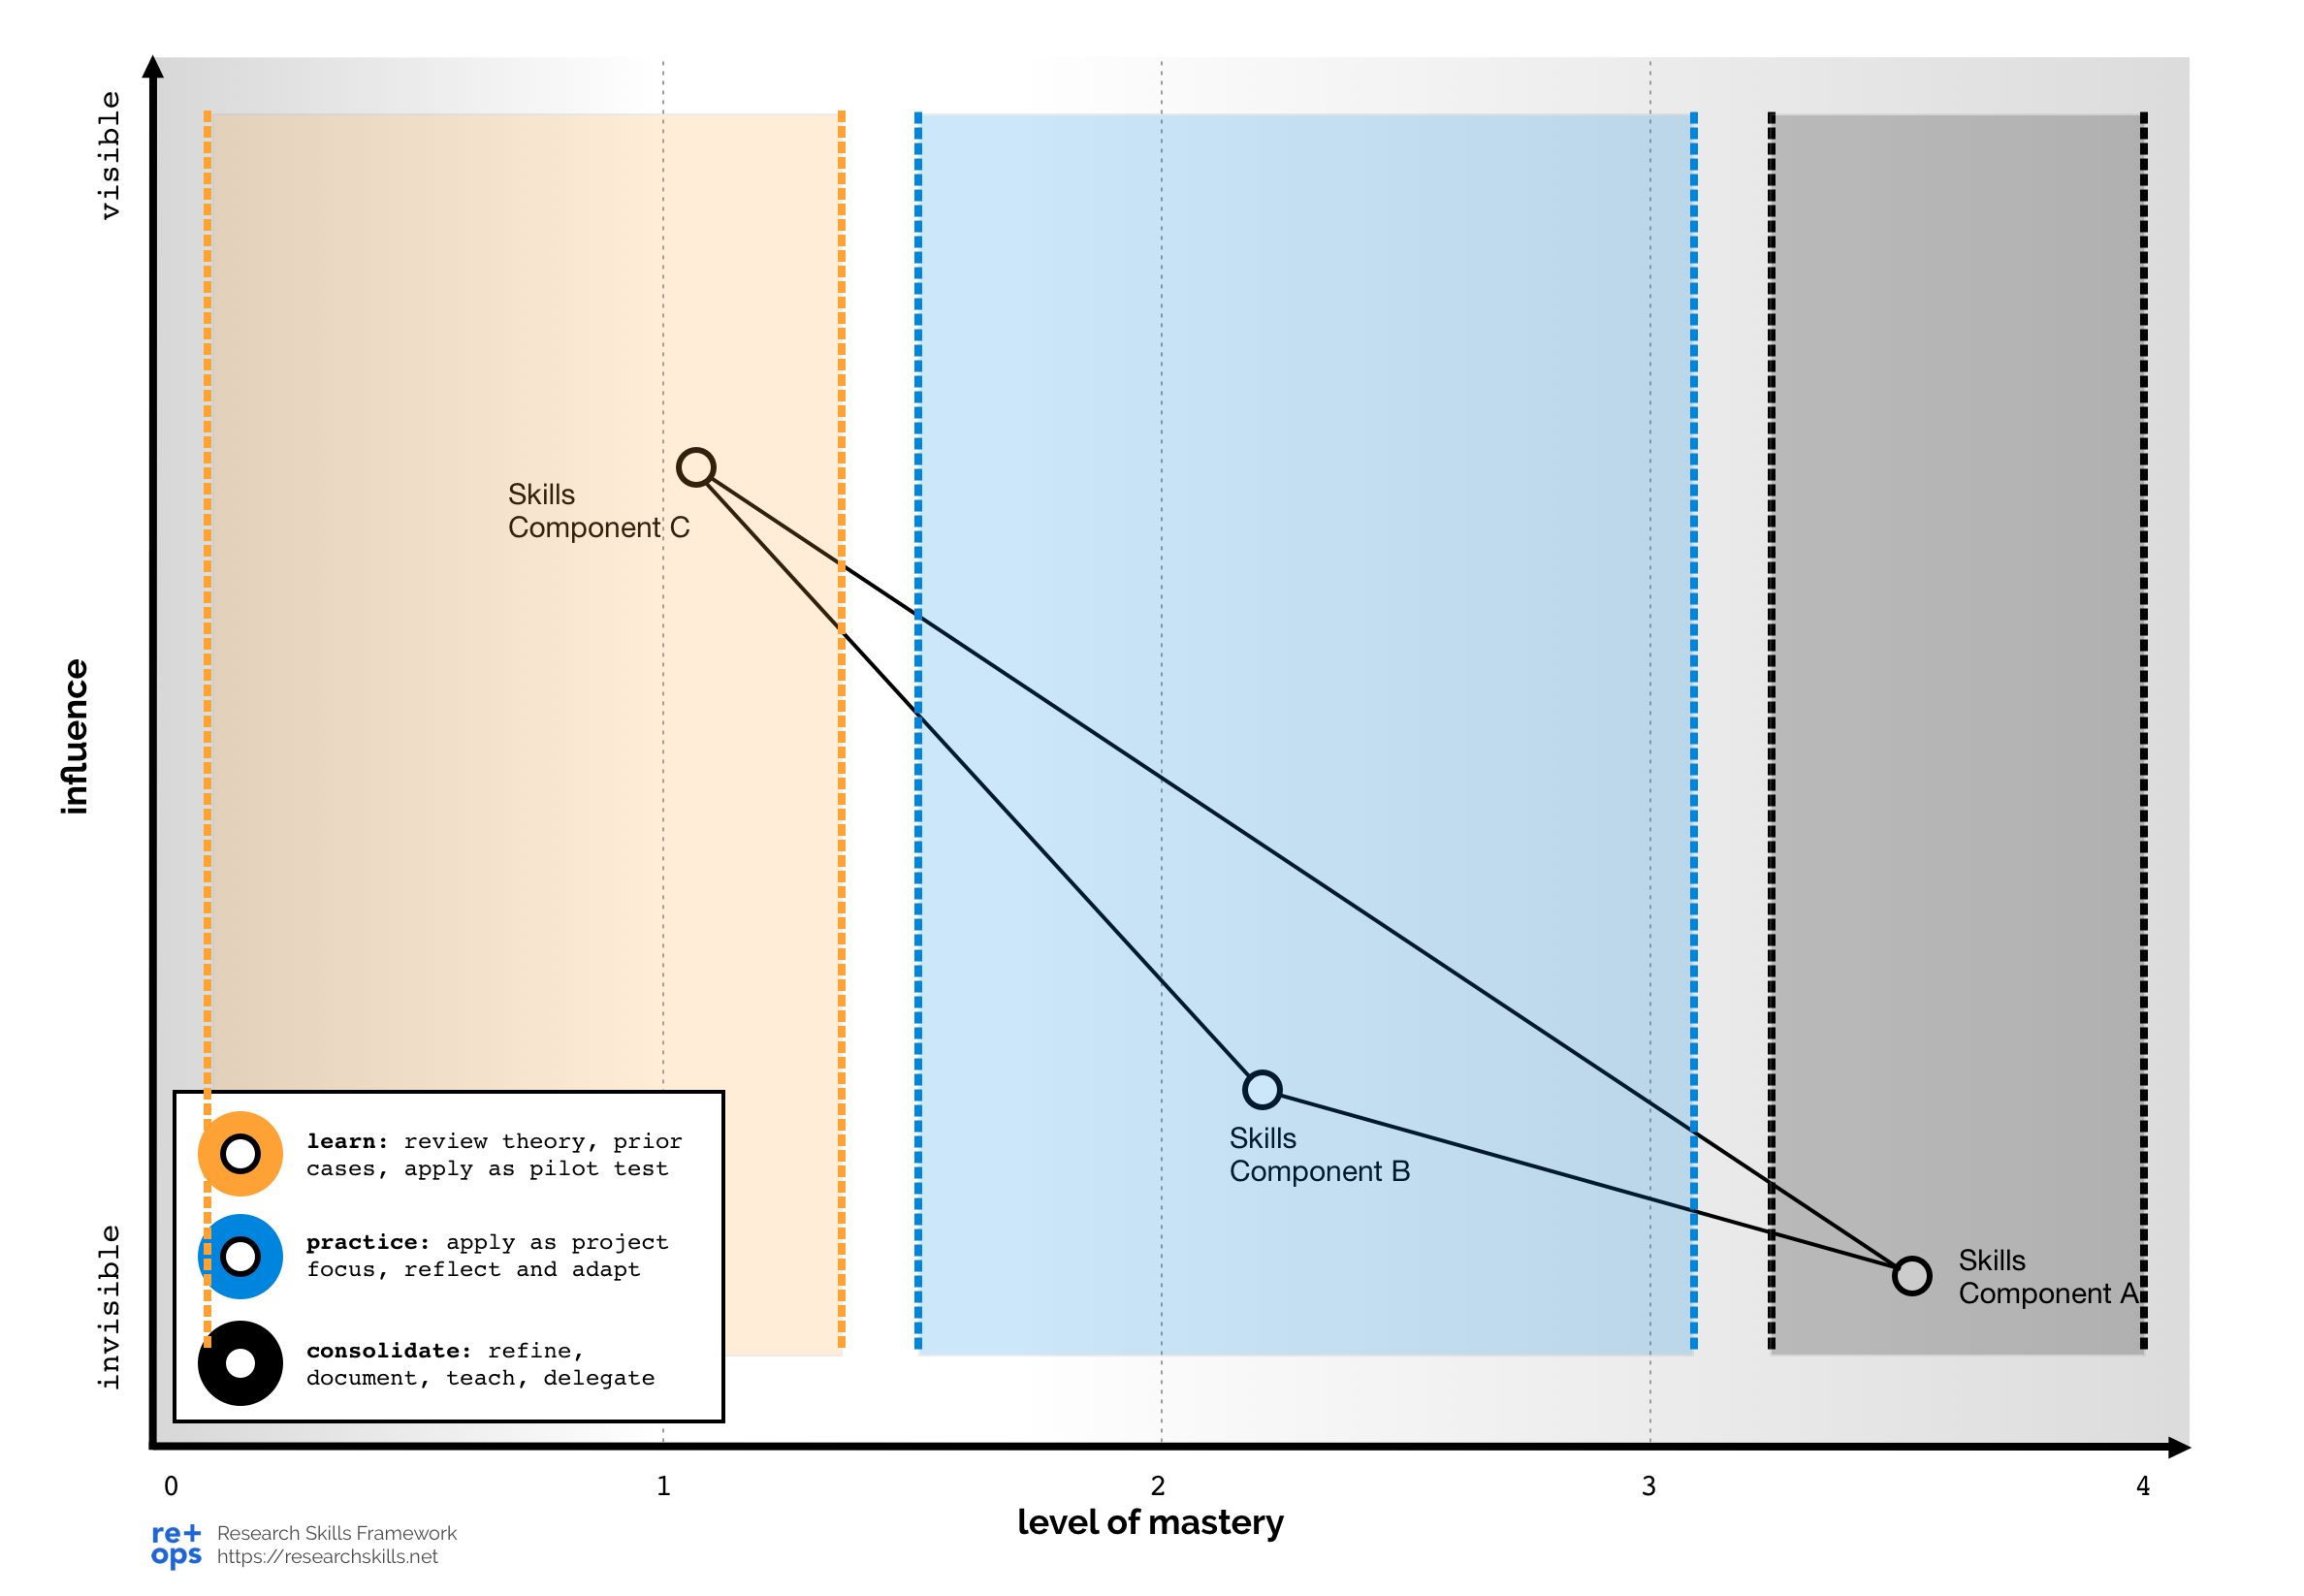 visible
influence
invisible
Skills
Component C
Skills
Component B
Skills
Component A
learn: review theory, prior
cases, apply as pilot test
practice: apply as project
focus, reflect and adapt
consolidate: refine,
document, teach, delegate
0 1 2 3 4
level of mastery
re+
ops
Research Skills Framework
https://researchskills.net